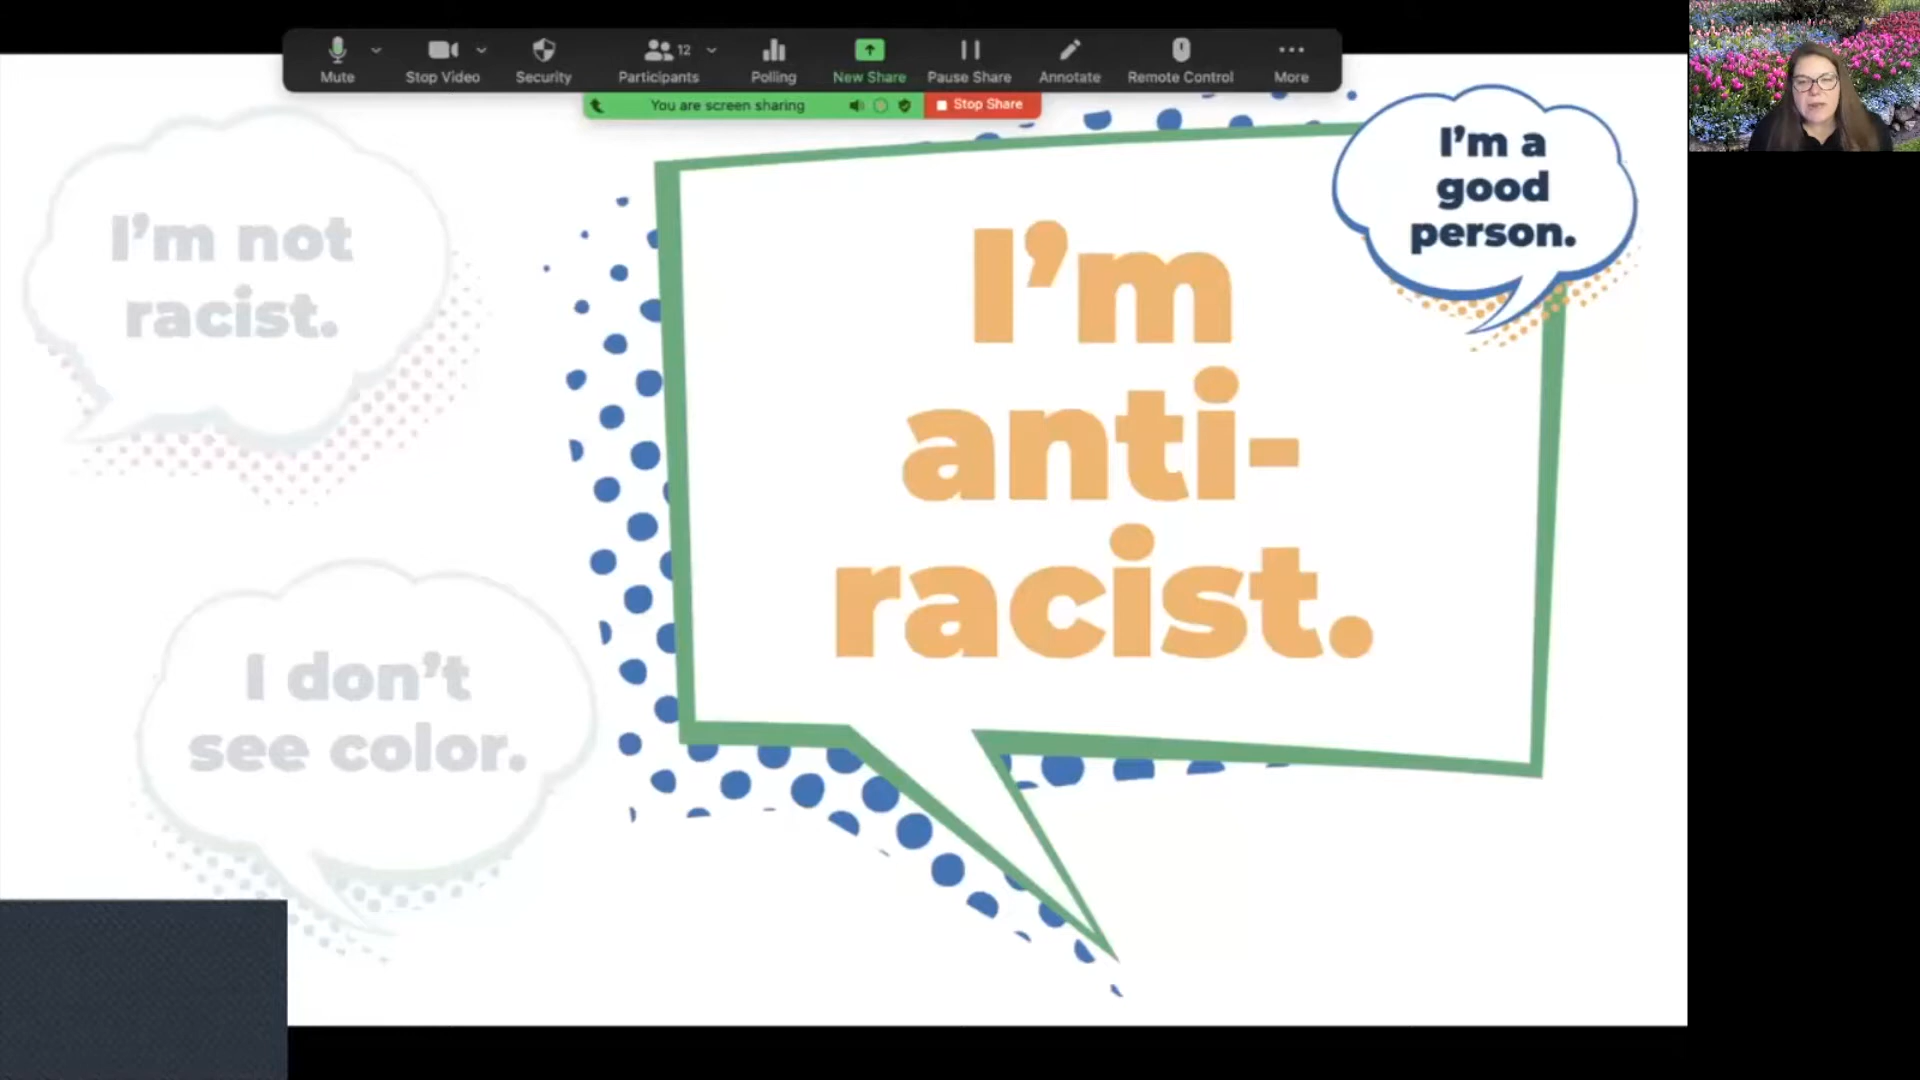 Mute
Stop Video
Security
12
Participants
Polling
New Share
Pause Share
Annotate
Remote Control
More
You are screen sharing
Stop Share
I'm not
racist.
I'm
anti-
racist.
I'm a
good
person.
I don't
see color.